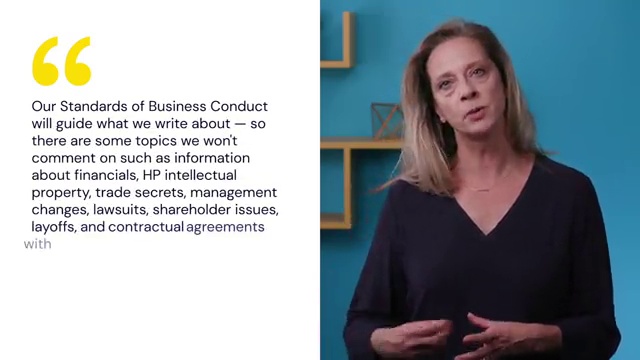 Our Standards of Business Conduct
will guide what we write about — so
there are some topics we won't
comment on such as information
about financials, HP intellectual
property, trade secrets, management
changes, lawsuits, shareholder issues,
layoffs, and contractual agreements
with